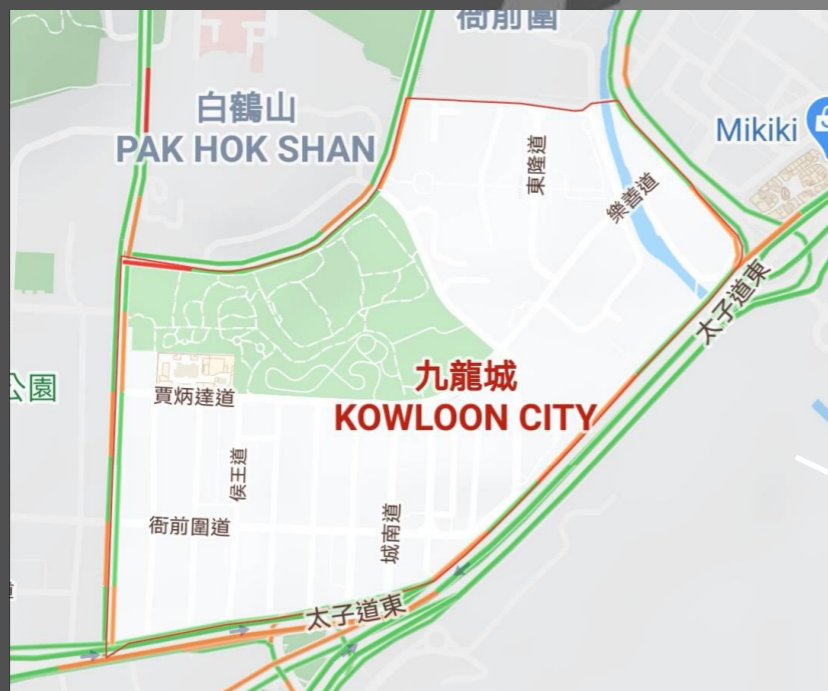 衙前圍
白鶴山
PAK HOK SHAN
Mikiki
東隆道
樂善道
太子道東
公園
九龍城
KOWLOON CITY
賈炳達道
侯王道
衙前圍道
城南道
太子道東